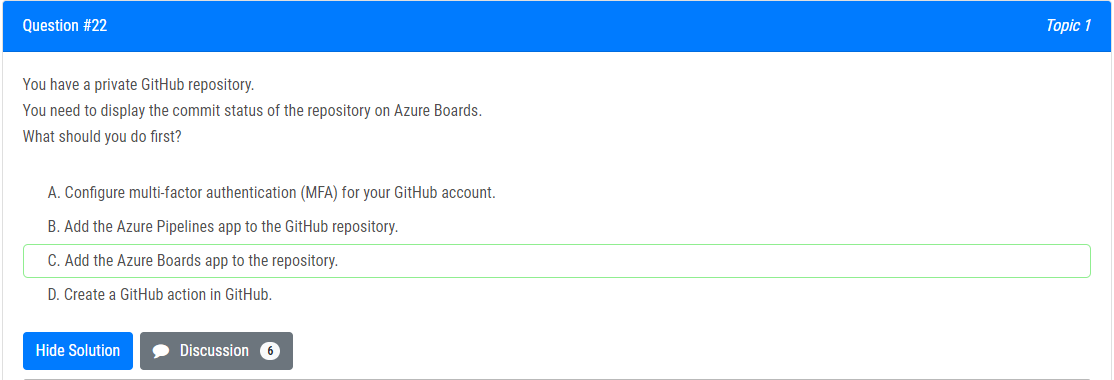 Question #22
Topic 1
You have a private GitHub repository.
You need to display the commit status of the repository on Azure Boards.
What should you do first?
A. Configure multi-factor authentication (MFA) for your GitHub account.
B. Add the Azure Pipelines app to the GitHub repository.
C. Add the Azure Boards app to the repository.
D. Create a GitHub action in GitHub.
Hide Solution
Discussion 6